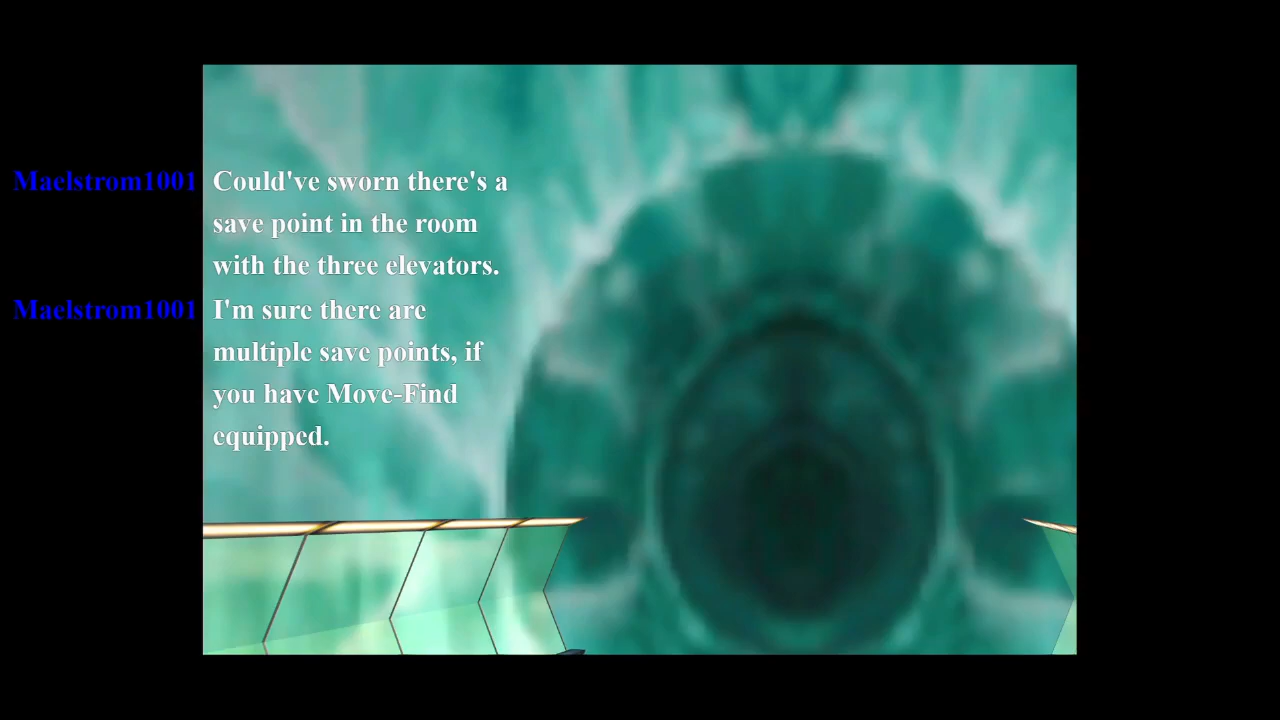 Maelstrom1001 Could've sworn there's a
save point in the room
with the three elevators.
Maelstrom1001 I'm sure there are
multiple save points, if
you have Move-Find
equipped.